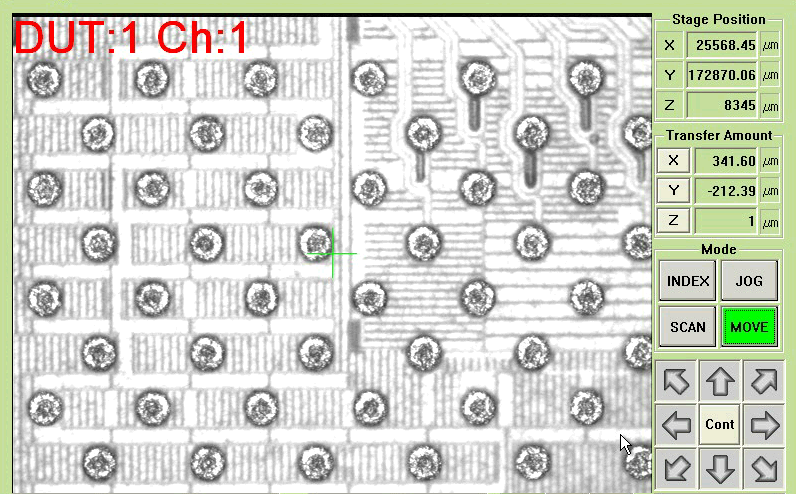 DUT:1 Ch:1
Stage Position
X 25568.45 μm
Y 172870.06 μm
Z 8345 μm
Transfer Amount
X 341.60 μm
Y -212.39 μm
Z 1 μm
Mode
INDEX JOG
SCAN MOVE
Cont